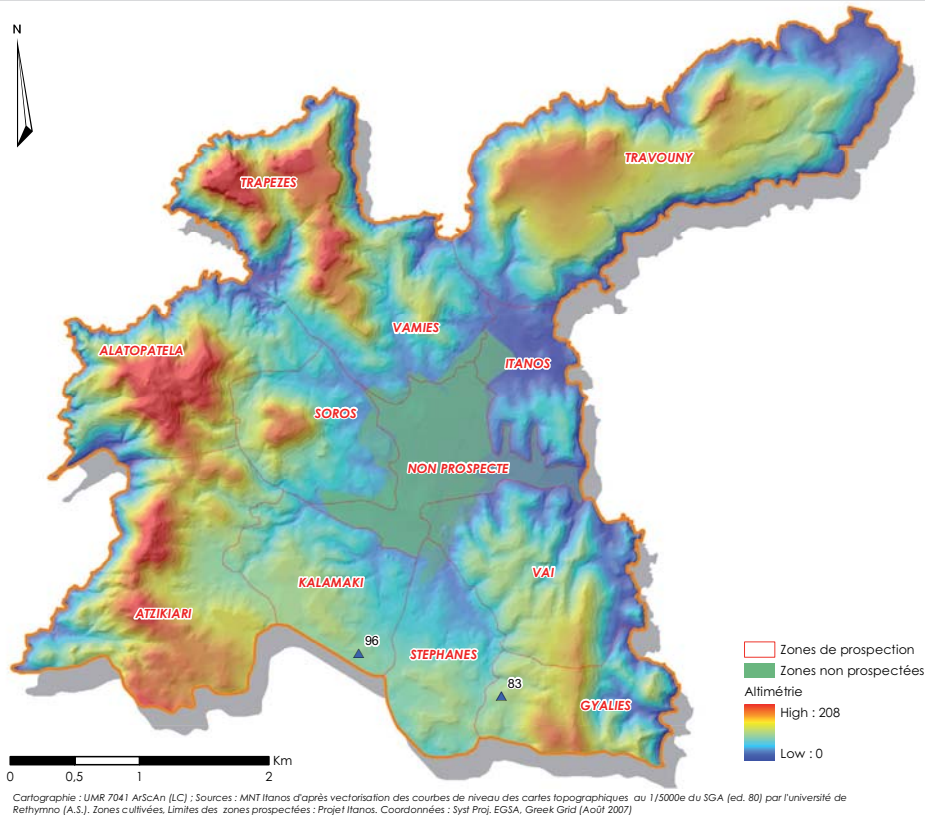 N
TRAPEZES
TRAVOUNY
VAMIES
ALATOPATELA
ITANOS
SOROS
NON PROSPECTE
VAI
KALAMAKI
ATZIKIARI
96
STEPHANES
83
GYALIES
Zones de prospection
Zones non prospectées
Altimétrie
High : 208
Low : 0
Km
0 0,5 1 2
Cartographie : UMR 7041 ArScAn (LC) ; Sources : MNT Itanos d'après vectorisation des courbes de niveau des cartes topographiques au 1/5000e du SGA (ed. 80) par l'université de
Rethymno (A.S.). Zones cultivées, Limites des zones prospectées : Projet Itanos. Coordonnées : Syst Proj. EGSA, Greek Grid (Août 2007)